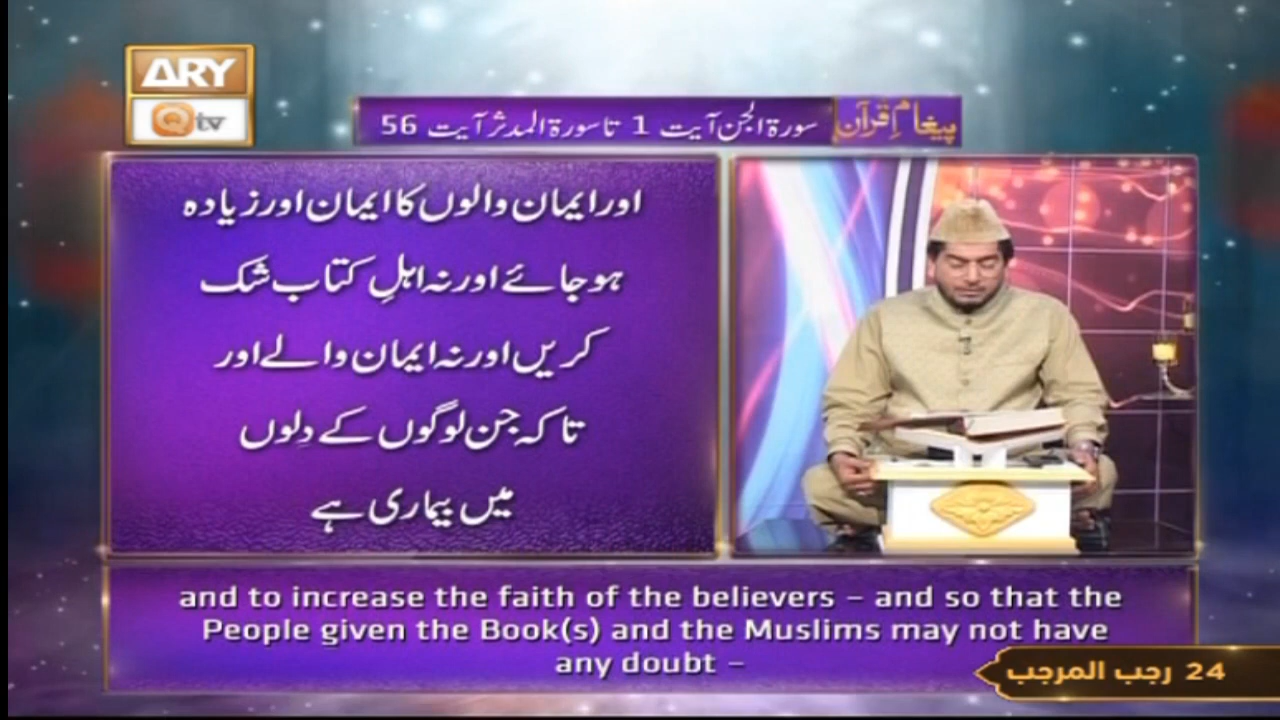 ARY
Qtv
پیغامِ قرآن
سورۃ الجن آیت 1 تا سورۃ المدثر آیت 56
اور ایمان والوں کا ایمان اور زیادہ
ہو جائے اور نہ اہلِ کتاب شک
کریں اور نہ ایمان والے اور
تاکہ جن لوگوں کے دِلوں
میں بیماری ہے
and to increase the faith of the believers – and so that the
People given the Book(s) and the Muslims may not have
any doubt –
24 رجب المرجب